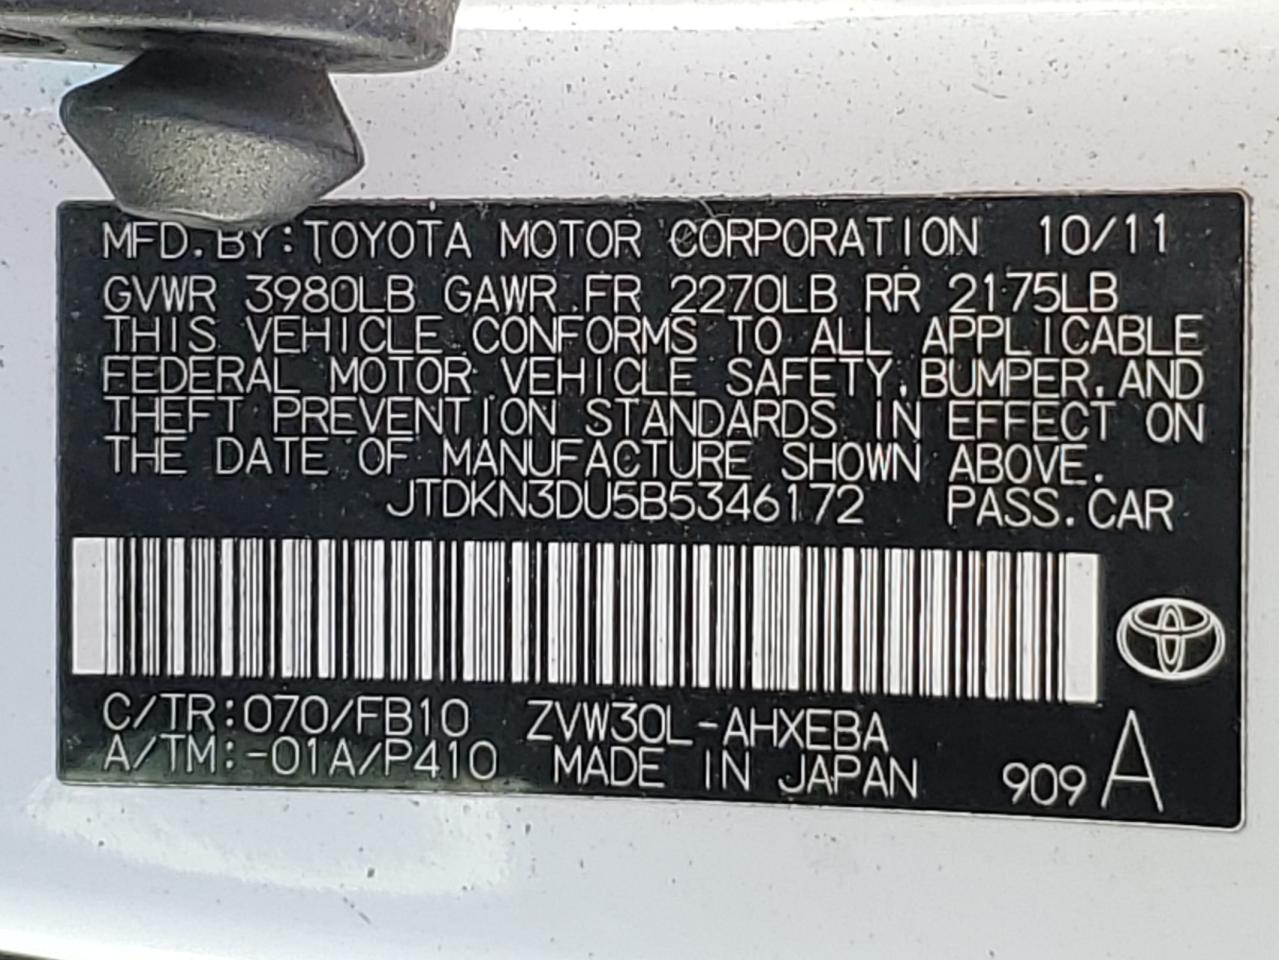 MFD. BY: TOYOTA MOTOR CORPORATION 10/11
GVWR 3980LB GAWR FR 2270LB RR 2175LB
THIS VEHICLE CONFORMS TO ALL APPLICABLE
FEDERAL MOTOR VEHICLE SAFETY, BUMPER, AND
THEFT PREVENTION STANDARDS IN EFFECT ON
THE DATE OF MANUFACTURE SHOWN ABOVE.
JTDKN3DU5B5346172 PASS. CAR
C/TR:070/FB10 ZVW30L-AHXEBA
A/TM:-01A/P410 MADE IN JAPAN 909 A